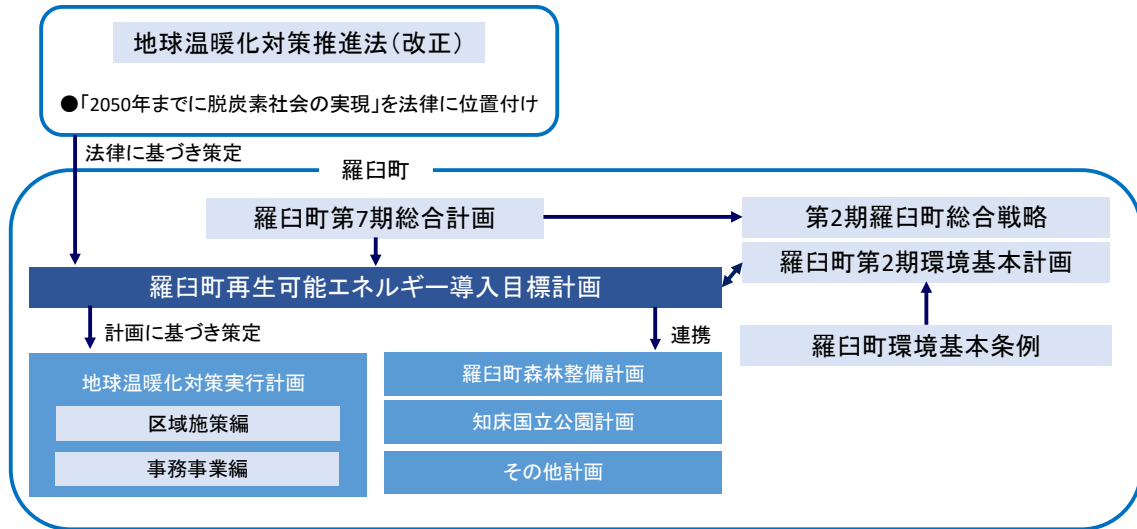 地球温暖化対策推進法（改正）
●「2050年までに脱炭素社会の実現」を法律に位置付け
法律に基づき策定
羅臼町
羅臼町第7期総合計画
第2期羅臼町総合戦略
羅臼町第2期環境基本計画
羅臼町再生可能エネルギー導入目標計画
計画に基づき策定
連携
羅臼町環境基本条例
地球温暖化対策実行計画
区域施策編
事務事業編
羅臼町森林整備計画
知床国立公園計画
その他計画